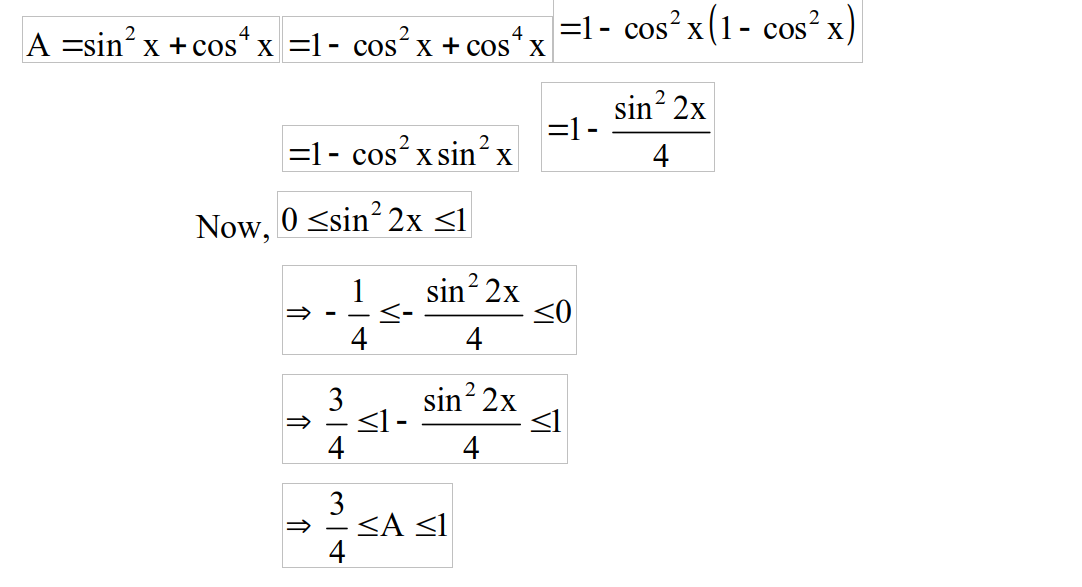 A =sin² x + cos⁴ x =1 - cos² x + cos⁴ x =1 - cos² x(1 - cos² x)
=1 - cos² x sin² x =1 - sin² 2x / 4
Now, 0 ≤sin² 2x ≤1
⇒ - 1/4 ≤ - sin² 2x / 4 ≤0
⇒ 3/4 ≤1 - sin² 2x / 4 ≤1
⇒ 3/4 ≤A ≤1